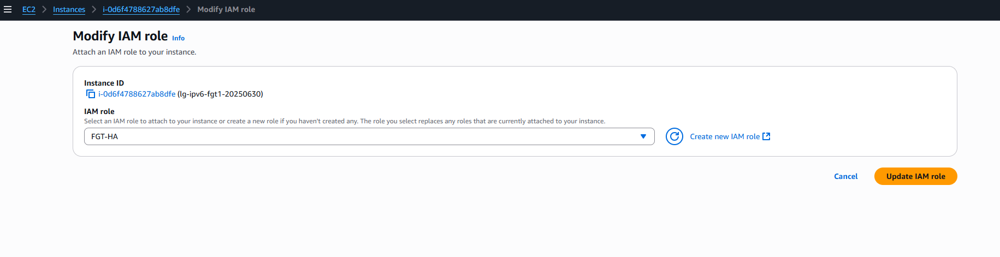 EC2 > Instances > i-0d6f4788627ab8dfe > Modify IAM role
Modify IAM role Info
Attach an IAM role to your instance.
Instance ID
i-0d6f4788627ab8dfe (lg-ipv6-fgt1-20250630)
IAM role
Select an IAM role to attach to your instance or create a new role if you haven't created any. The role you select replaces any roles that are currently attached to your instance.
FGT-HA Create new IAM role
Cancel Update IAM role